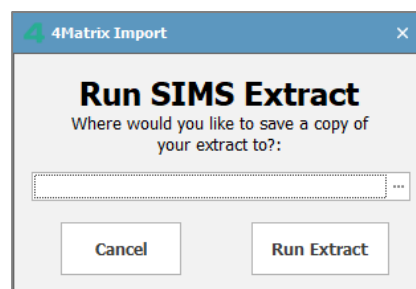 4 4Matrix Import ×
Run SIMS Extract
Where would you like to save a copy of
your extract to?:
...
Cancel Run Extract